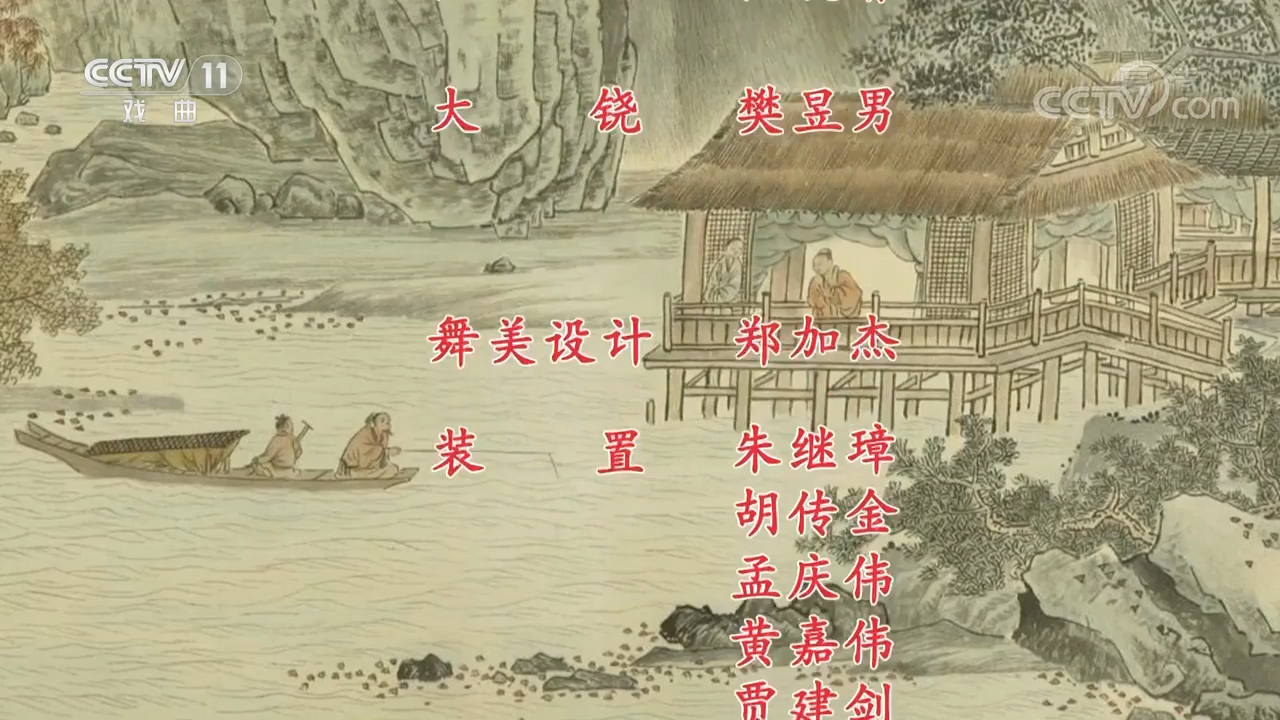 CCTV 11
戏曲
CCTV.com
大 铙 樊昱男
舞美设计 郑加杰
装 置 朱继璋
胡传金
孟庆伟
黄嘉伟
贾建剑